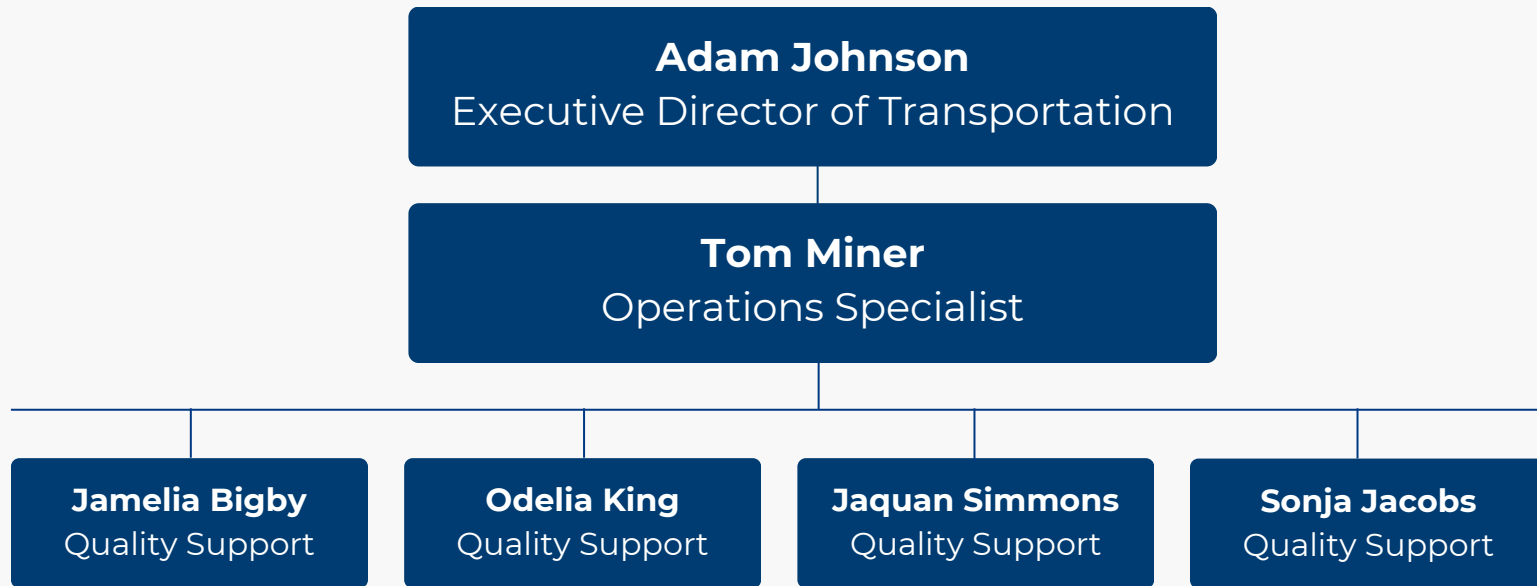 Adam Johnson
Executive Director of Transportation
Tom Miner
Operations Specialist
Jamelia Bigby
Quality Support
Odelia King
Quality Support
Jaquan Simmons
Quality Support
Sonja Jacobs
Quality Support